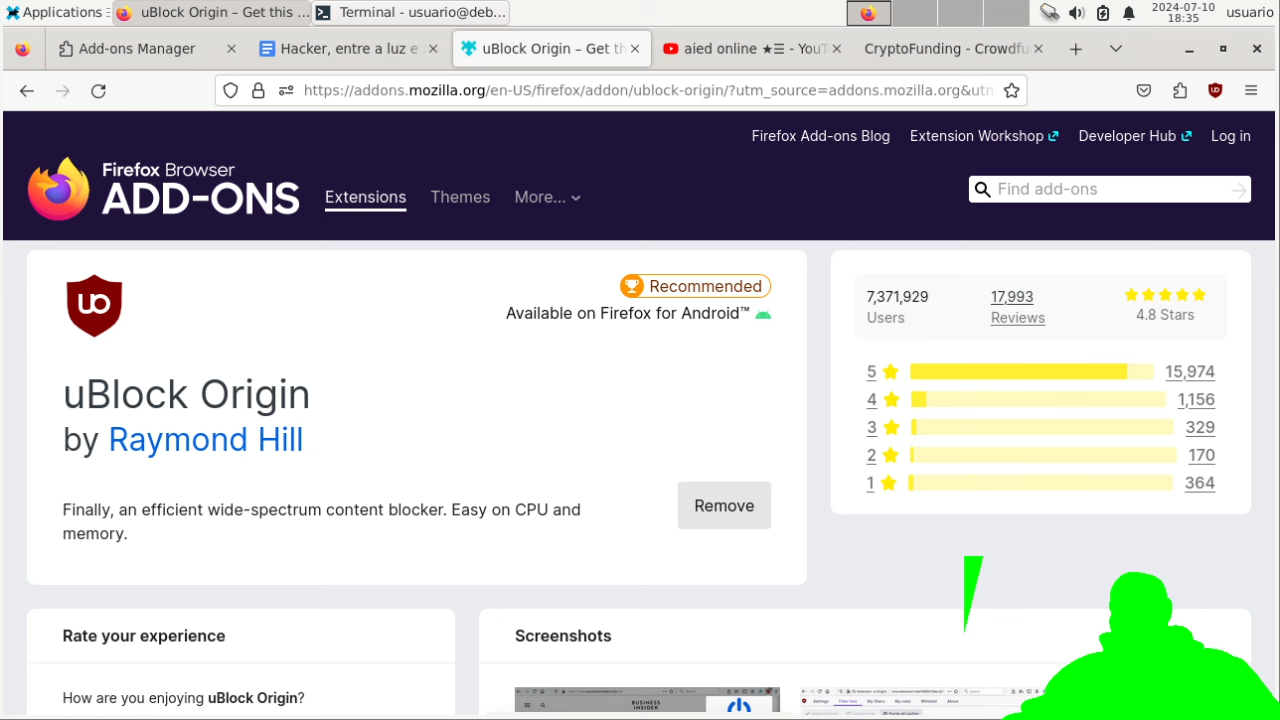 Applications
uBlock Origin – Get this ...
Terminal - usuario@deb...
2024-07-10
18:35
usuario
Add-ons Manager
Hacker, entre a luz e
uBlock Origin – Get th
aied online ★☰ - YouT
CryptoFunding - Crowdfu
https://addons.mozilla.org/en-US/firefox/addon/ublock-origin/?utm_source=addons.mozilla.org&utm
Firefox Add-ons Blog
Extension Workshop
Developer Hub
Log in
Firefox Browser
ADD-ONS
Extensions
Themes
More...
Find add-ons
Recommended
Available on Firefox for Android™
uBlock Origin
by Raymond Hill
Finally, an efficient wide-spectrum content blocker. Easy on CPU and
memory.
Remove
7,371,929
Users
17,993
Reviews
4.8 Stars
5 15,974
4 1,156
3 329
2 170
1 364
Rate your experience
How are you enjoying uBlock Origin?
Screenshots
BUSINESS
INSIDER